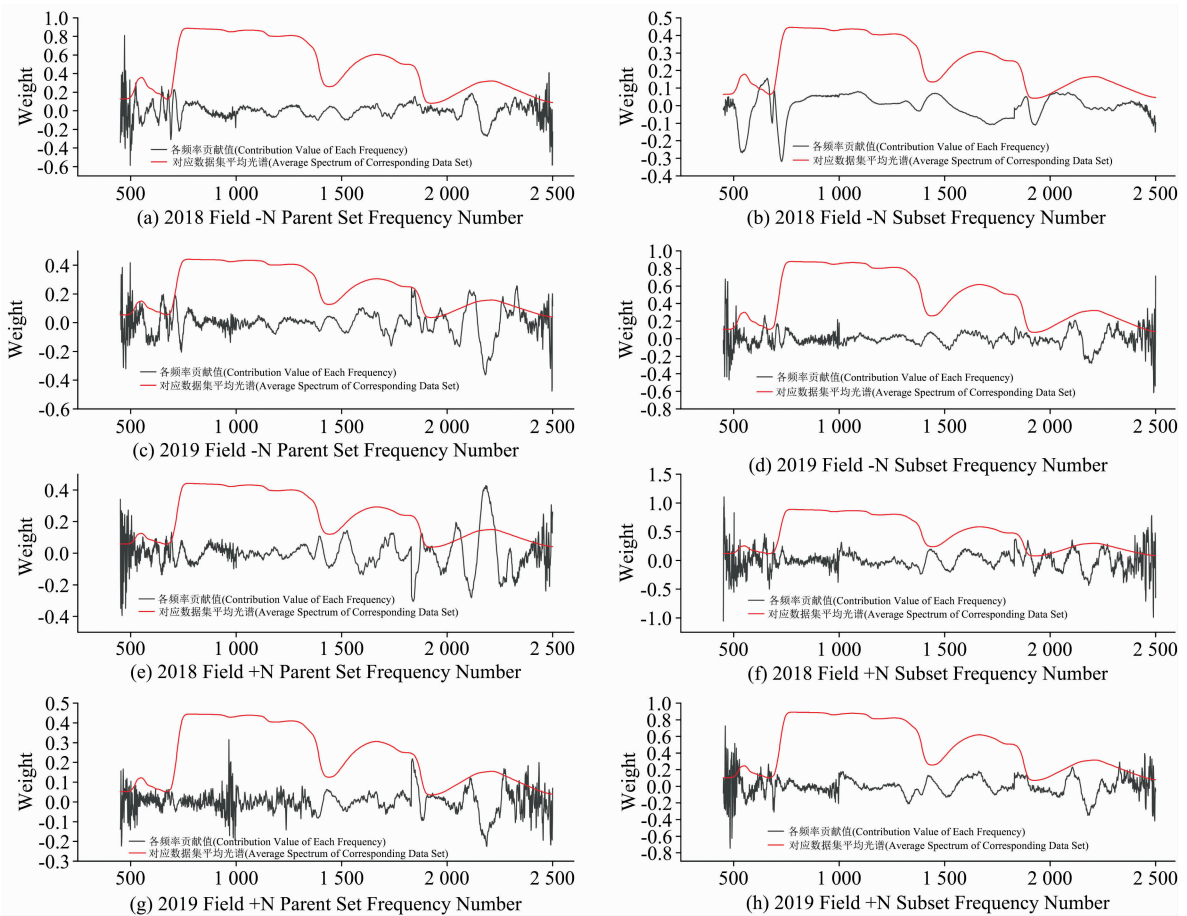 1.0
0.8
0.6
0.4
0.2
0.0
-0.2
-0.4
-0.6
Weight
各频率贡献值(Contribution Value of Each Frequency)
对应数据集平均光谱(Average Spectrum of Corresponding Data Set)
500 1 000 1 500 2 000 2 500
(a) 2018 Field -N Parent Set Frequency Number
0.5
0.4
0.3
0.2
0.1
0.0
-0.1
-0.2
-0.3
-0.4
Weight
各频率贡献值(Contribution Value of Each Frequency)
对应数据集平均光谱(Average Spectrum of Corresponding Data Set)
500 1 000 1 500 2 000 2 500
(b) 2018 Field -N Subset Frequency Number
0.4
0.2
0.0
-0.2
-0.4
-0.6
Weight
各频率贡献值(Contribution Value of Each Frequency)
对应数据集平均光谱(Average Spectrum of Corresponding Data Set)
500 1 000 1 500 2 000 2 500
(c) 2019 Field -N Parent Set Frequency Number
1.0
0.8
0.6
0.4
0.2
0.0
-0.2
-0.4
-0.6
-0.8
Weight
各频率贡献值(Contribution Value of Each Frequency)
对应数据集平均光谱(Average Spectrum of Corresponding Data Set)
500 1 000 1 500 2 000 2 500
(d) 2019 Field -N Subset Frequency Number
0.4
0.2
0.0
-0.2
-0.4
Weight
各频率贡献值(Contribution Value of Each Frequency)
对应数据集平均光谱(Average Spectrum of Corresponding Data Set)
500 1 000 1 500 2 000 2 500
(e) 2018 Field +N Parent Set Frequency Number
1.5
1.0
0.5
0.0
-0.5
-1.0
Weight
各频率贡献值(Contribution Value of Each Frequency)
对应数据集平均光谱(Average Spectrum of Corresponding Data Set)
500 1 000 1 500 2 000 2 500
(f) 2018 Field +N Subset Frequency Number
0.5
0.4
0.3
0.2
0.1
0.0
-0.1
-0.2
-0.3
Weight
各频率贡献值(Contribution Value of Each Frequency)
对应数据集平均光谱(Average Spectrum of Corresponding Data Set)
500 1 000 1 500 2 000 2 500
(g) 2019 Field +N Parent Set Frequency Number
1.0
0.8
0.6
0.4
0.2
0.0
-0.2
-0.4
-0.6
-0.8
Weight
各频率贡献值(Contribution Value of Each Frequency)
对应数据集平均光谱(Average Spectrum of Corresponding Data Set)
500 1 000 1 500 2 000 2 500
(h) 2019 Field +N Subset Frequency Number